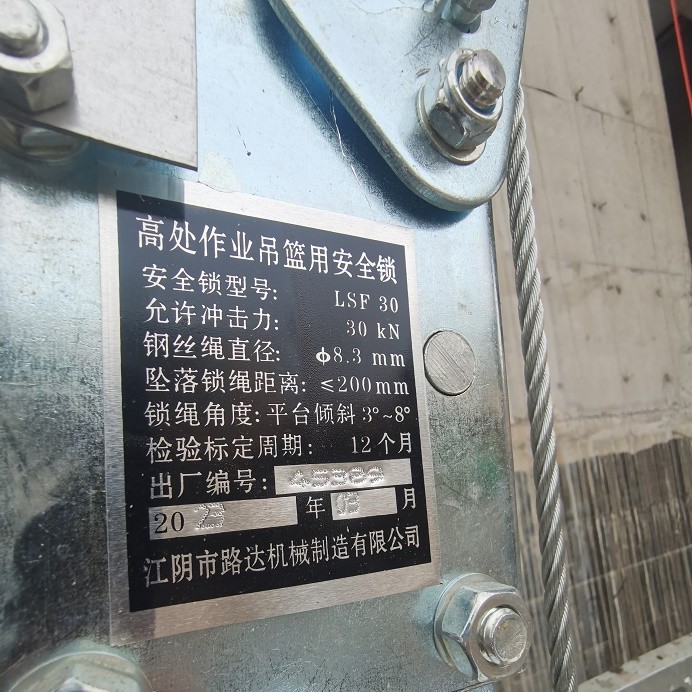 高处作业吊篮用安全锁
安全锁型号: LSF 30
允许冲击力: 30 kN
钢丝绳直径: ϕ8.3 mm
坠落锁绳距离: ≤200mm
锁绳角度: 平台倾斜 3°~8°
检验标定周期: 12 个月
出厂编号:
20 年 月
江阴市路达机械制造有限公司